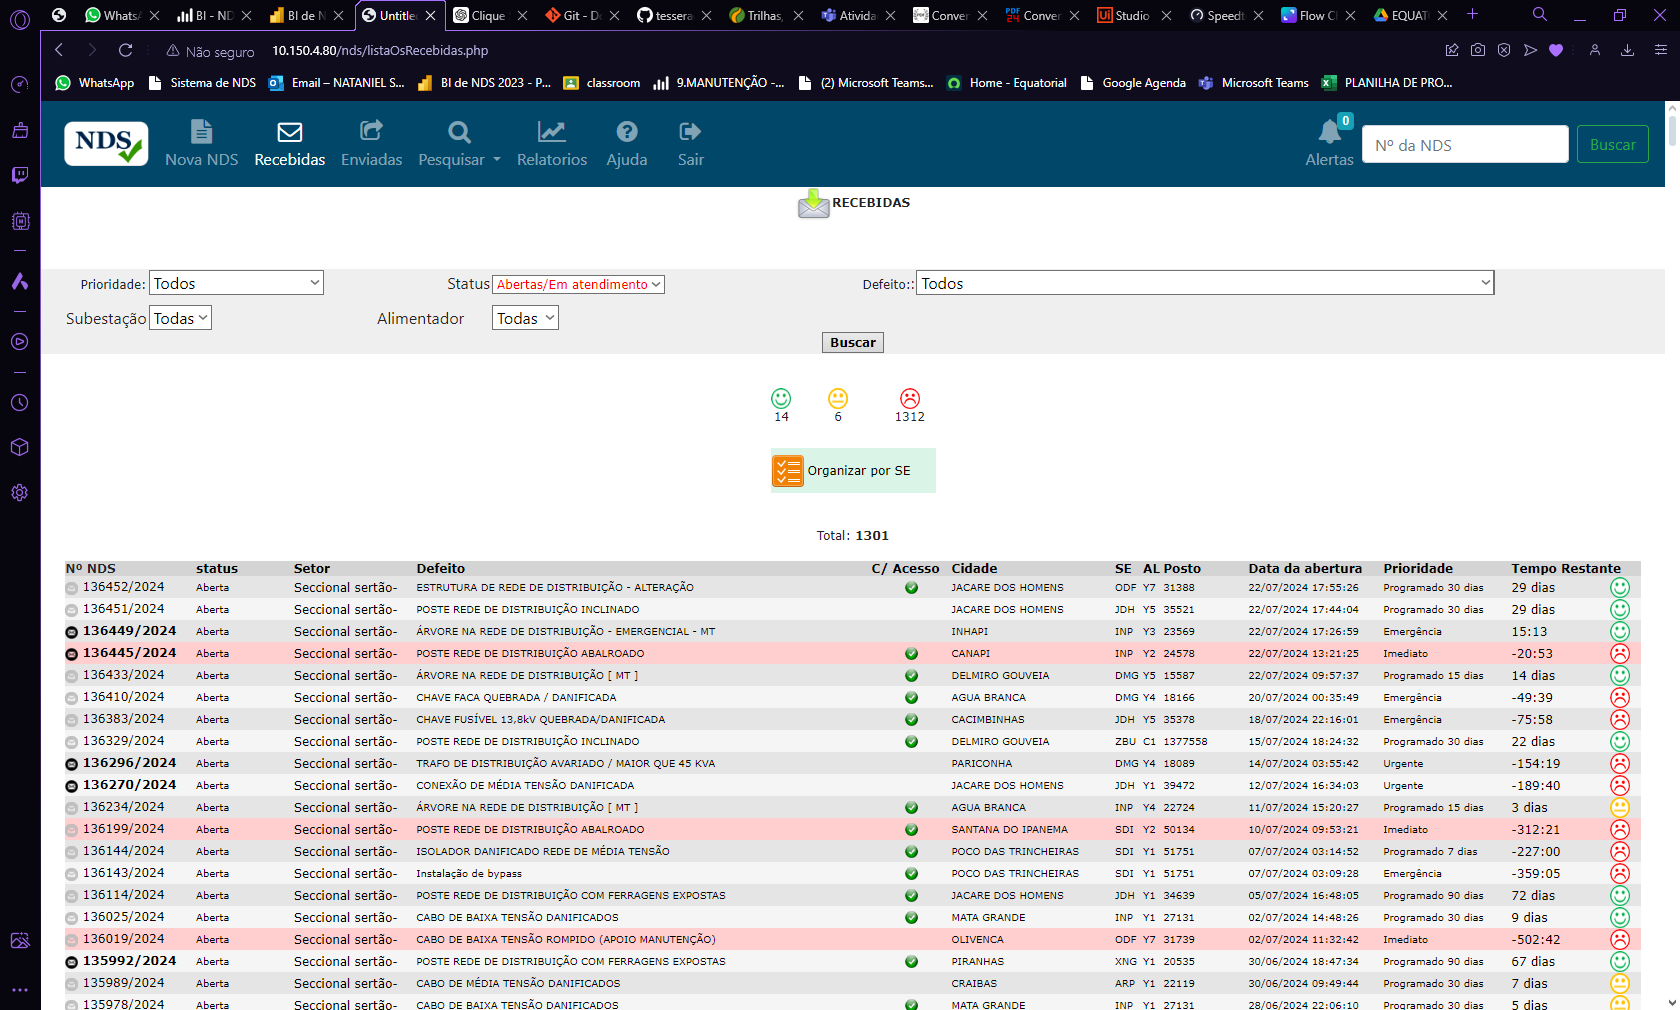 WhatsA
BI - ND
BI de N
Untitle
Clique
Git - D
tessera
Trilhas,
Ativida
Conver
PDF 24
Conver
Ui
Studio
Speedt
Flow C
EQUAT
Não seguro
10.150.4.80/nds/listaOsRecebidas.php
WhatsApp
Sistema de NDS
Email – NATANIEL S...
BI de NDS 2023 - P...
classroom
9.MANUTENÇÃO -...
(2) Microsoft Teams...
Home - Equatorial
Google Agenda
Microsoft Teams
PLANILHA DE PRO...
NDS
Nova NDS
Recebidas
Enviadas
Pesquisar
Relatorios
Ajuda
Sair
0
Alertas
Nº da NDS
Buscar
RECEBIDAS
Prioridade: Todos
Status Abertas/Em atendimento
Defeito:: Todos
Subestação Todas
Alimentador Todas
Buscar
14 6 1312
Organizar por SE
Total: 1301
Nº NDS status Setor Defeito C/ Acesso Cidade SE AL Posto Data da abertura Prioridade Tempo Restante
136452/2024 Aberta Seccional sertão- ESTRUTURA DE REDE DE DISTRIBUIÇÃO - ALTERAÇÃO JACARE DOS HOMENS ODF Y7 31388 22/07/2024 17:55:26 Programado 30 dias 29 dias
136451/2024 Aberta Seccional sertão- POSTE REDE DE DISTRIBUIÇÃO INCLINADO JACARE DOS HOMENS JDH Y5 35521 22/07/2024 17:44:04 Programado 30 dias 29 dias
136449/2024 Aberta Seccional sertão- ÁRVORE NA REDE DE DISTRIBUIÇÃO - EMERGENCIAL - MT INHAPI INP Y3 23569 22/07/2024 17:26:59 Emergência 15:13
136445/2024 Aberta Seccional sertão- POSTE REDE DE DISTRIBUIÇÃO ABALROADO CANAPI INP Y2 24578 22/07/2024 13:21:25 Imediato -20:53
136433/2024 Aberta Seccional sertão- ÁRVORE NA REDE DE DISTRIBUIÇÃO [ MT ] DELMIRO GOUVEIA DMG Y5 15587 22/07/2024 09:57:37 Programado 15 dias 14 dias
136410/2024 Aberta Seccional sertão- CHAVE FACA QUEBRADA / DANIFICADA AGUA BRANCA DMG Y4 18166 20/07/2024 00:35:49 Emergência -49:39
136383/2024 Aberta Seccional sertão- CHAVE FUSÍVEL 13,8kV QUEBRADA/DANIFICADA CACIMBINHAS JDH Y5 35378 18/07/2024 22:16:01 Emergência -75:58
136329/2024 Aberta Seccional sertão- POSTE REDE DE DISTRIBUIÇÃO INCLINADO DELMIRO GOUVEIA ZBU C1 1377558 15/07/2024 18:24:32 Programado 30 dias 22 dias
136296/2024 Aberta Seccional sertão- TRAFO DE DISTRIBUIÇÃO AVARIADO / MAIOR QUE 45 KVA PARICONHA DMG Y4 18089 14/07/2024 03:55:42 Urgente -154:19
136270/2024 Aberta Seccional sertão- CONEXÃO DE MÉDIA TENSÃO DANIFICADA JACARE DOS HOMENS JDH Y1 39472 12/07/2024 16:34:03 Urgente -189:40
136234/2024 Aberta Seccional sertão- ÁRVORE NA REDE DE DISTRIBUIÇÃO [ MT ] AGUA BRANCA INP Y4 22724 11/07/2024 15:20:27 Programado 15 dias 3 dias
136199/2024 Aberta Seccional sertão- POSTE REDE DE DISTRIBUIÇÃO ABALROADO SANTANA DO IPANEMA SDI Y2 50134 10/07/2024 09:53:21 Imediato -312:21
136144/2024 Aberta Seccional sertão- ISOLADOR DANIFICADO REDE DE MÉDIA TENSÃO POCO DAS TRINCHEIRAS SDI Y1 51751 07/07/2024 03:14:52 Programado 7 dias -227:00
136143/2024 Aberta Seccional sertão- Instalação de bypass POCO DAS TRINCHEIRAS SDI Y1 51751 07/07/2024 03:09:28 Emergência -359:05
136114/2024 Aberta Seccional sertão- POSTE REDE DE DISTRIBUIÇÃO COM FERRAGENS EXPOSTAS JACARE DOS HOMENS JDH Y1 34639 05/07/2024 16:48:05 Programado 90 dias 72 dias
136025/2024 Aberta Seccional sertão- CABO DE BAIXA TENSÃO DANIFICADOS MATA GRANDE INP Y1 27131 02/07/2024 14:48:26 Programado 30 dias 9 dias
136019/2024 Aberta Seccional sertão- CABO DE BAIXA TENSÃO ROMPIDO (APOIO MANUTENÇÃO) OLIVENCA ODF Y7 31739 02/07/2024 11:32:42 Imediato -502:42
135992/2024 Aberta Seccional sertão- POSTE REDE DE DISTRIBUIÇÃO COM FERRAGENS EXPOSTAS PIRANHAS XNG Y1 20535 30/06/2024 18:47:34 Programado 90 dias 67 dias
135989/2024 Aberta Seccional sertão- CABO DE MÉDIA TENSÃO DANIFICADOS CRAIBAS ARP Y1 22119 30/06/2024 09:49:44 Programado 30 dias 7 dias
135978/2024 Aberta Seccional sertão- CABO DE BAIXA TENSÃO DANIFICADOS MATA GRANDE INP Y1 27131 28/06/2024 22:06:10 Programado 30 dias 5 dias